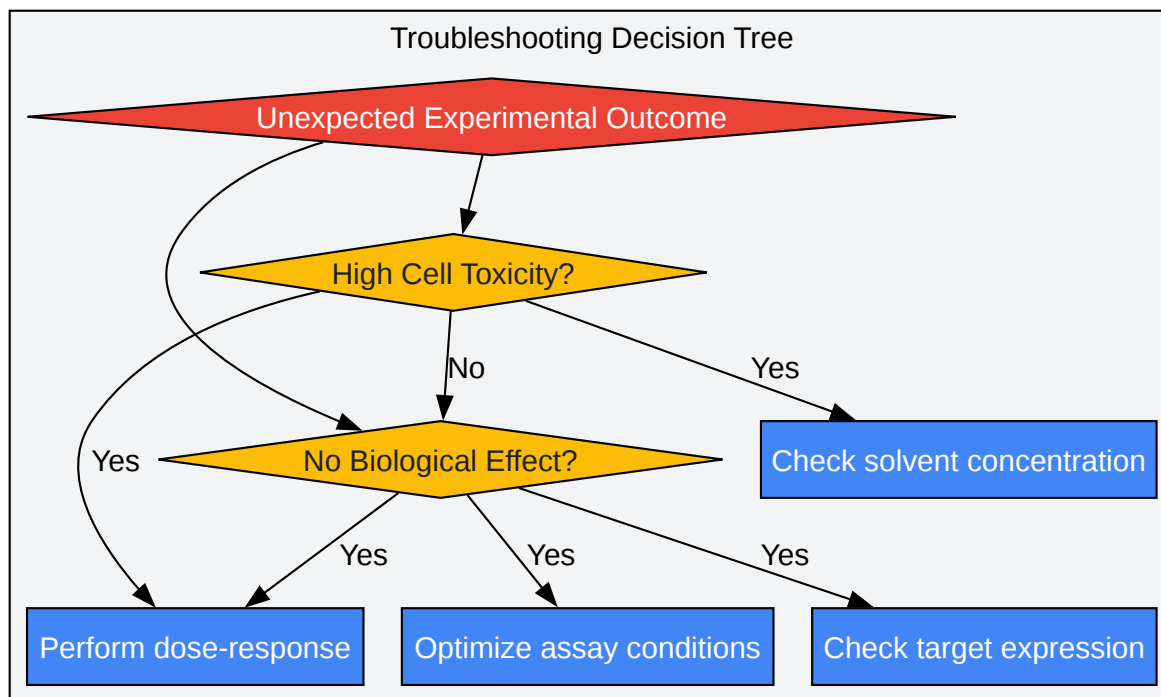 Troubleshooting Decision Tree
Unexpected Experimental Outcome
High Cell Toxicity?
No
Yes
Yes
No Biological Effect?
Check solvent concentration
Yes
Yes
Yes
Perform dose-response
Optimize assay conditions
Check target expression